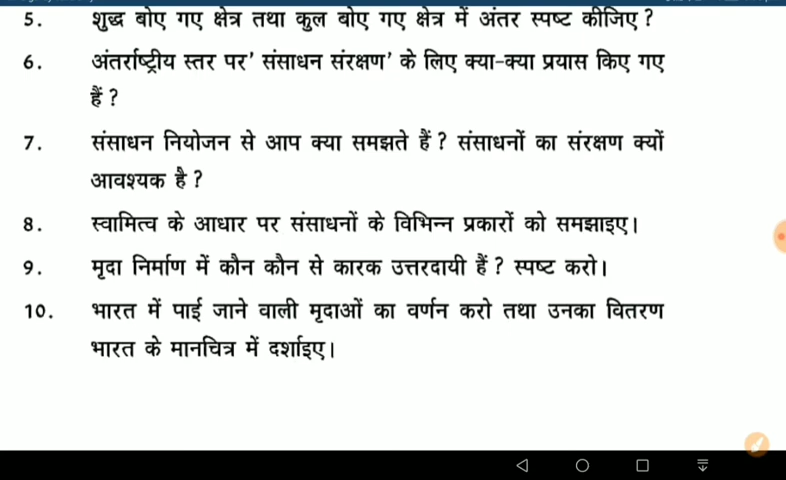 5. शुद्ध बोए गए क्षेत्र तथा कुल बोए गए क्षेत्र में अंतर स्पष्ट कीजिए ?
6. अंतर्राष्ट्रीय स्तर पर' संसाधन संरक्षण' के लिए क्या-क्या प्रयास किए गए
हैं ?
7. संसाधन नियोजन से आप क्या समझते हैं ? संसाधनों का संरक्षण क्यों
आवश्यक है ?
8. स्वामित्व के आधार पर संसाधनों के विभिन्न प्रकारों को समझाइए।
9. मृदा निर्माण में कौन कौन से कारक उत्तरदायी हैं ? स्पष्ट करो।
10. भारत में पाई जाने वाली मृदाओं का वर्णन करो तथा उनका वितरण
भारत के मानचित्र में दर्शाइए।